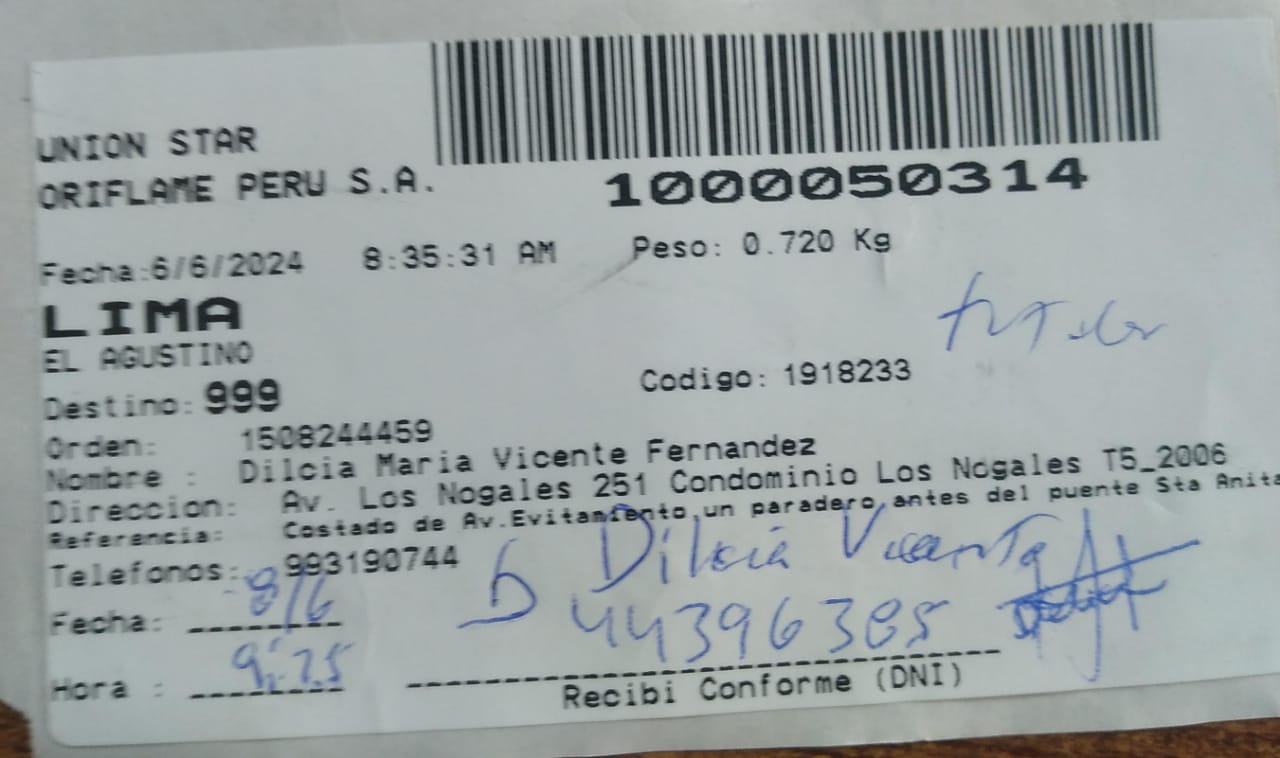 UNION STAR
ORIFLAME PERU S.A.
1000050314
Fecha:6/6/2024 8:35:31 AM Peso: 0.720 Kg
LIMA
EL AGUSTINO
Destino: 999 Codigo: 1918233
Orden: 1508244459
Nombre : Dilcia Maria Vicente Fernandez
Direccion: Av. Los Nogales 251 Condominio Los Nogales T5_2006
Referencia: Costado de Av.Evitamiento,un paradero,antes del puente Sta Anita
Telefonos: 993190744
Dilcia Vicente
Fecha: 8/6
44396385
Hora : 9:25
Recibi Conforme (DNI)